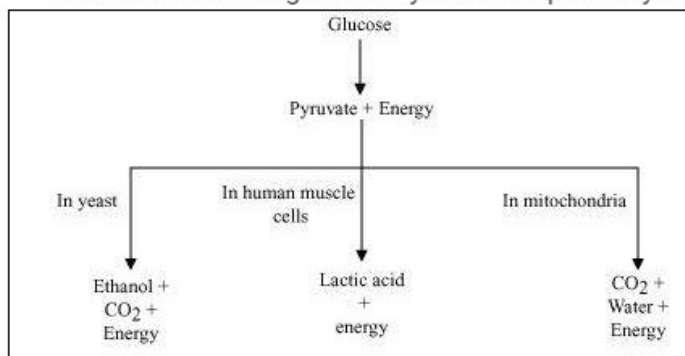 Glucose
Pyruvate + Energy
In yeast
In human muscle
cells
In mitochondria
Ethanol +
CO2 +
Energy
Lactic acid
+
energy
CO2 +
Water +
Energy